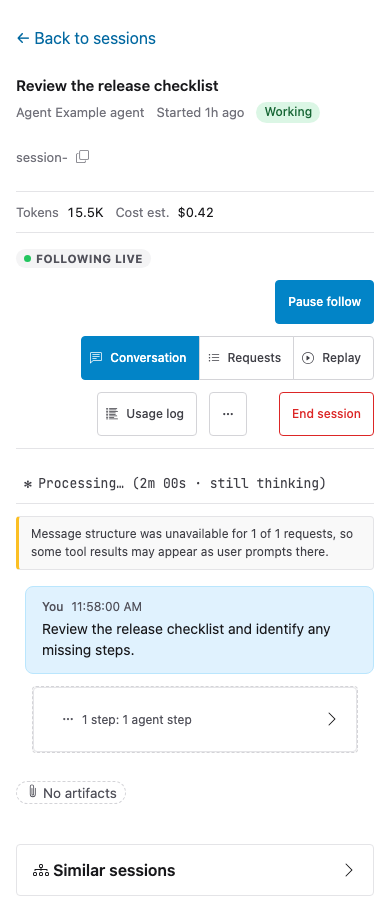 ← Back to sessions
Review the release checklist
Agent Example agent Started 1h ago Working
session-
Tokens 15.5K Cost est. $0.42
FOLLOWING LIVE
Pause follow
Conversation Requests Replay
Usage log ··· End session
✻ Processing… (2m 00s · still thinking)
Message structure was unavailable for 1 of 1 requests, so
some tool results may appear as user prompts there.
You 11:58:00 AM
Review the release checklist and identify any
missing steps.
··· 1 step: 1 agent step
No artifacts
Similar sessions